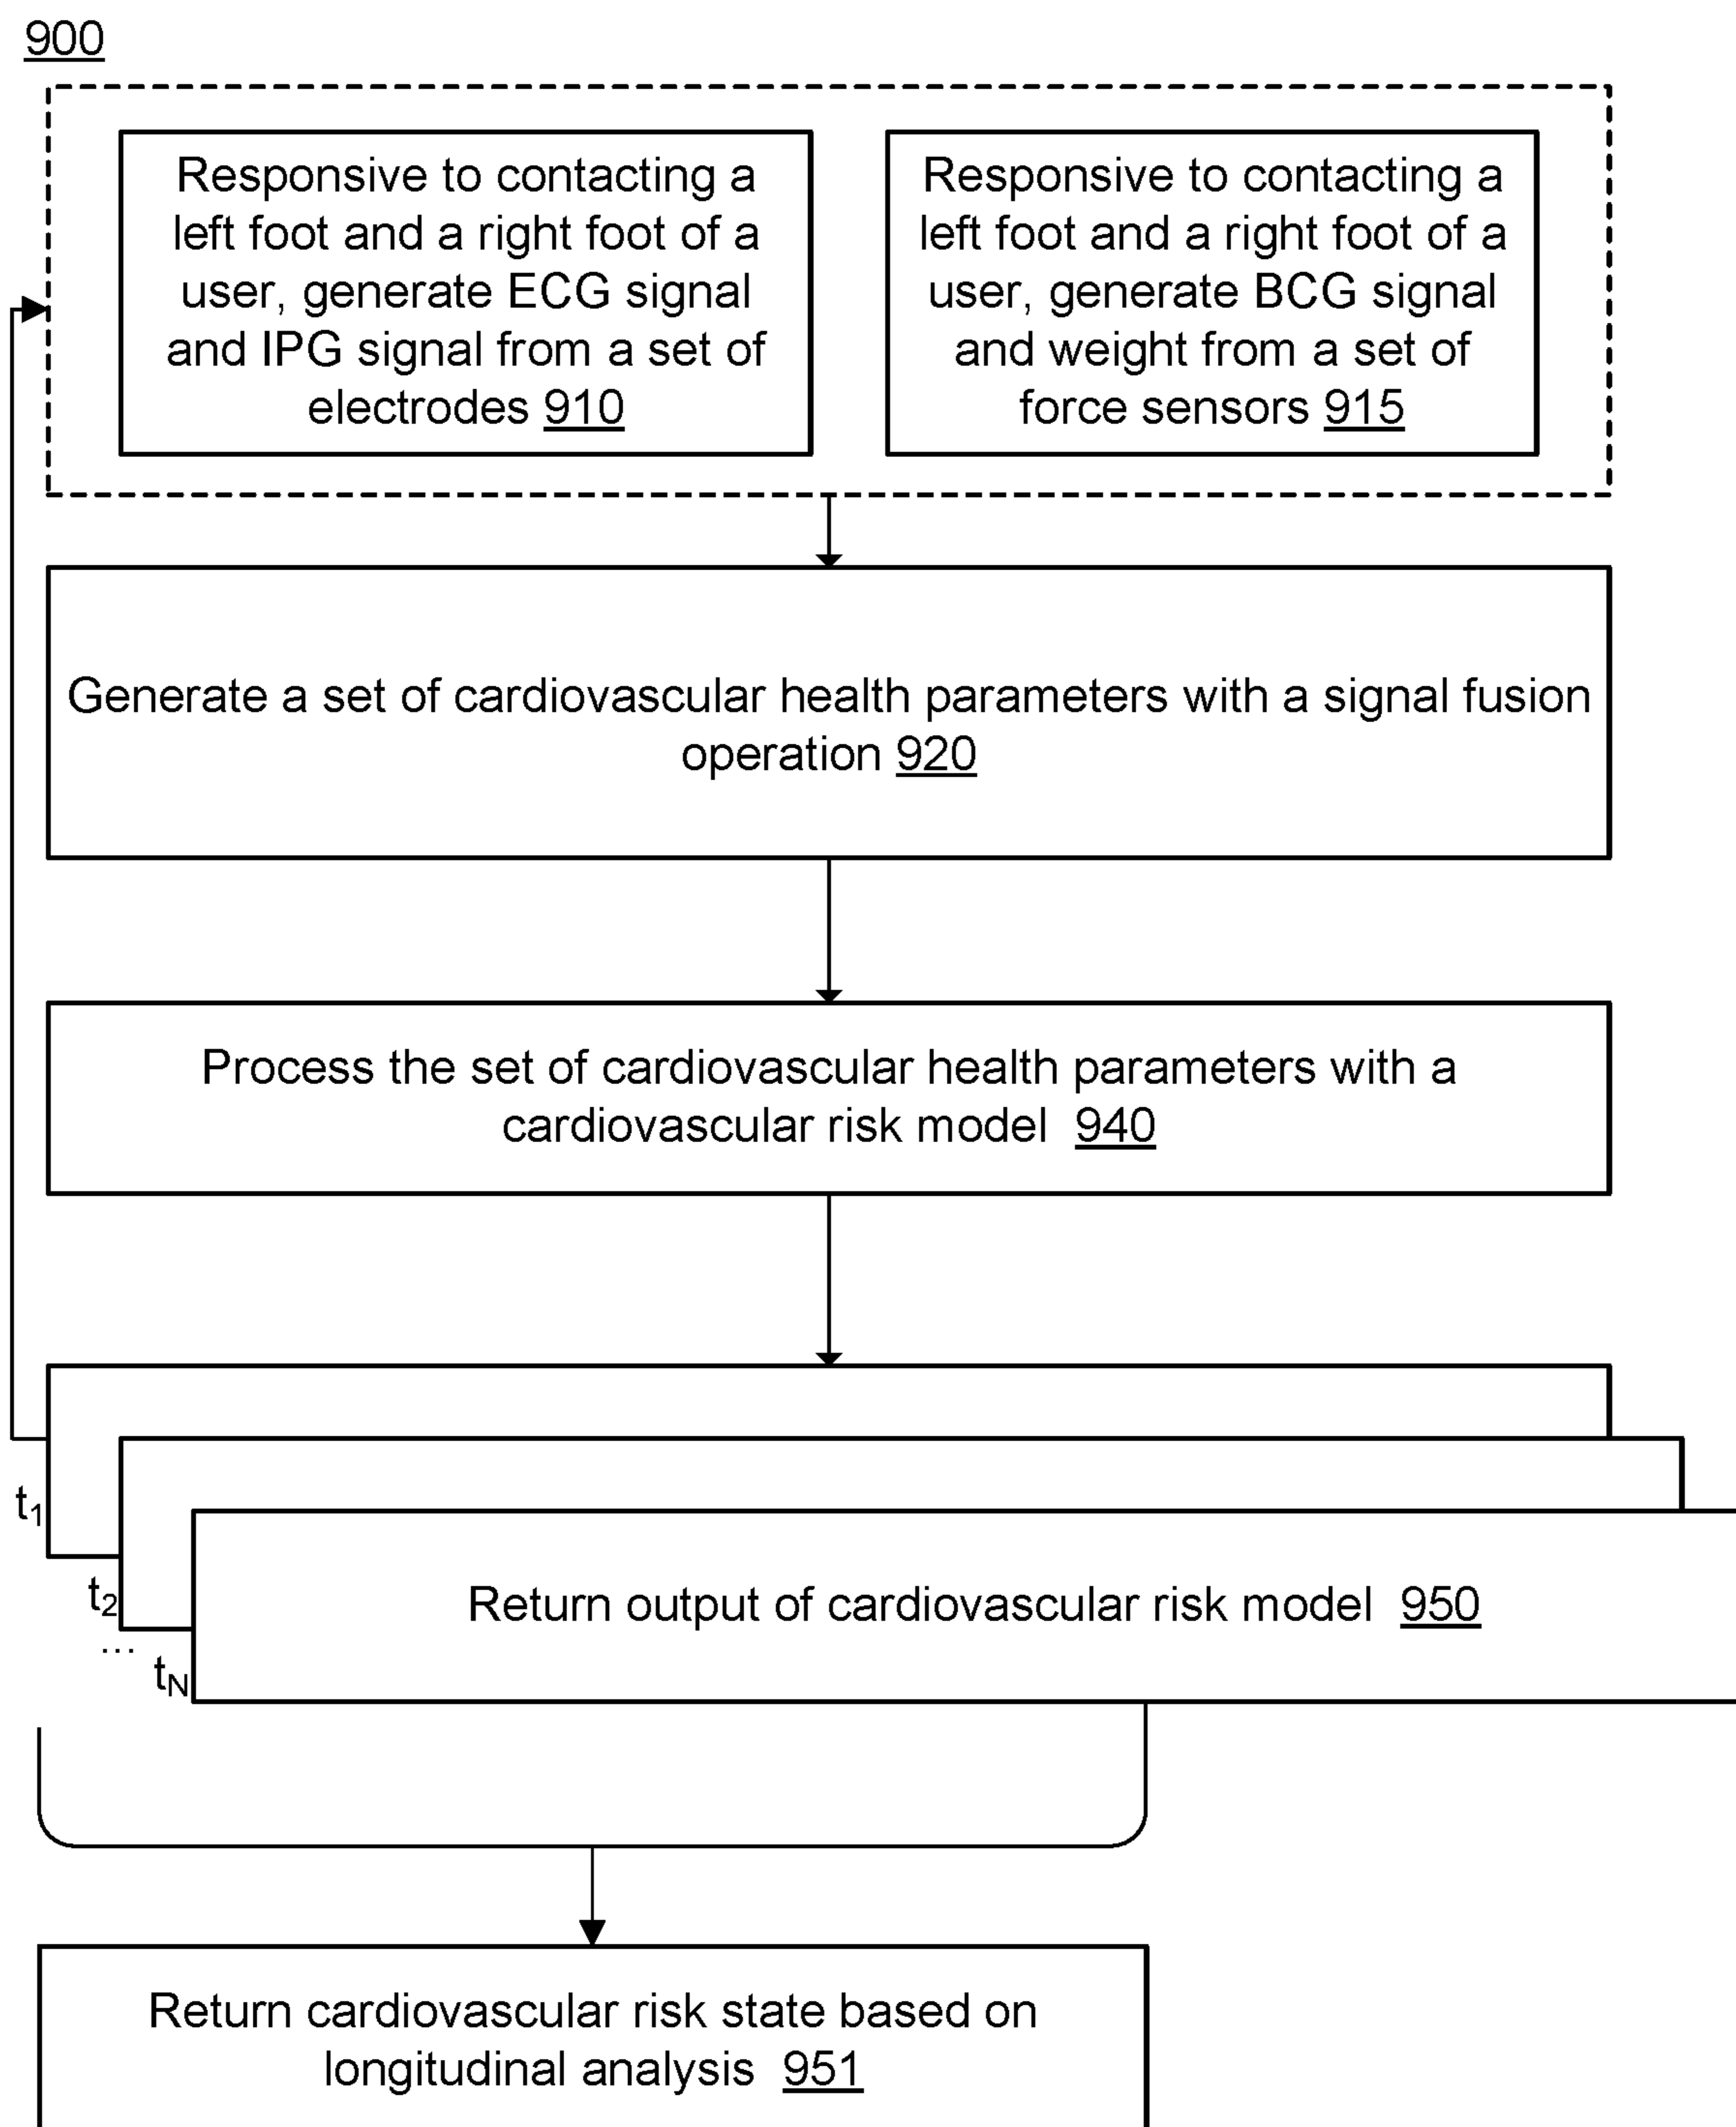 900
Responsive to contacting a
left foot and a right foot of a
user, generate ECG signal
and IPG signal from a set of
electrodes 910
Responsive to contacting a
left foot and a right foot of a
user, generate BCG signal
and weight from a set of
force sensors 915
Generate a set of cardiovascular health parameters with a signal fusion
operation 920
Process the set of cardiovascular health parameters with a
cardiovascular risk model 940
t1
t2
...
tN
Return output of cardiovascular risk model 950
Return cardiovascular risk state based on
longitudinal analysis 951